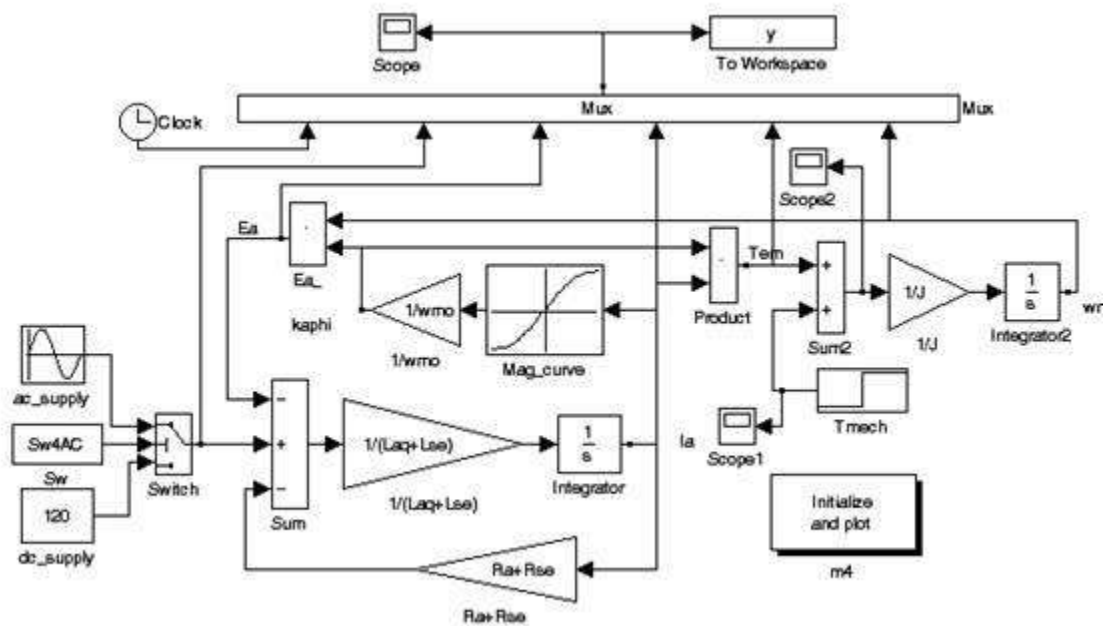 y
Scope
To Workspace
Clock
Mux
Mux
Scope2
Ea
Tem
Ea_
1/wmo
1/J
1
s
wr
kaphi
Product
Integrator2
1/wmo
Mag_curve
Sum2
1/J
ac_supply
Sw4AC
1/(Laq+Lse)
1
s
Ia
Scope1
Tmech
Sw
Switch
Integrator
120
Sum
1/(Laq+Lse)
Initialize
and plot
dc_supply
Ra+Rse
m4
Ra+Rse